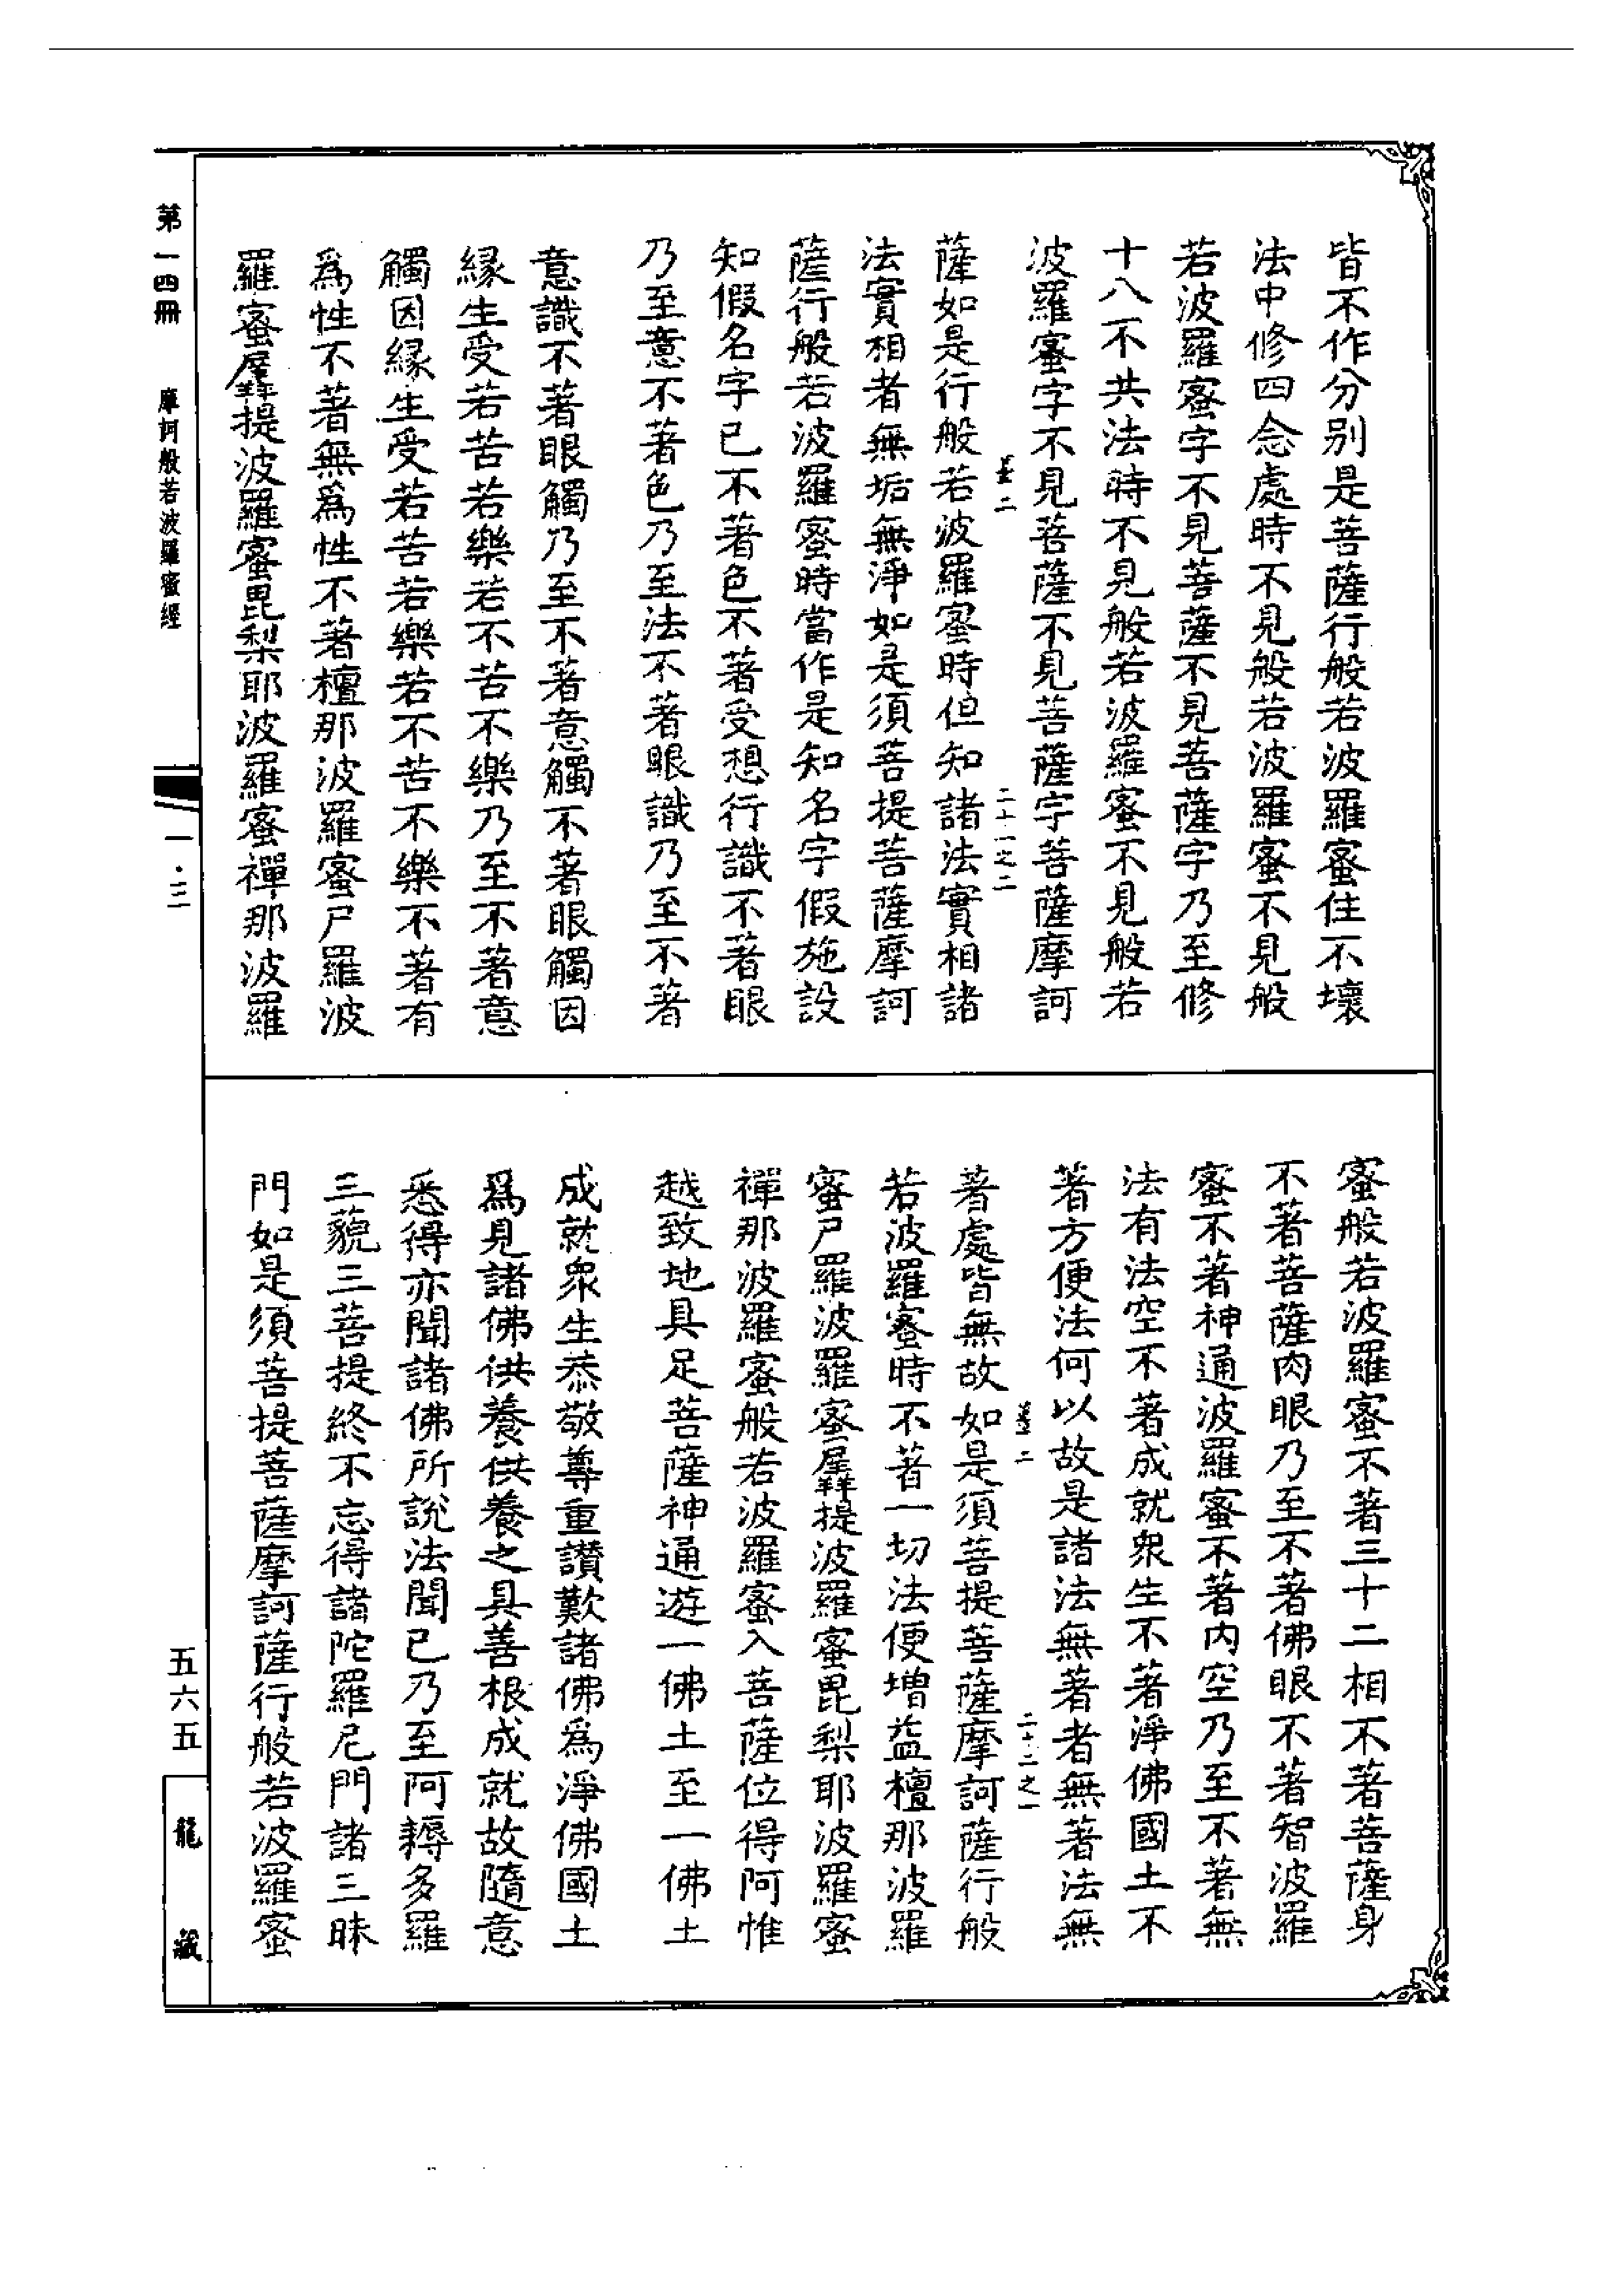 皆不作分別是菩薩行般若波羅蜜住不壞
法中修四念處時不見般若波羅蜜不見般
若波羅蜜字不見菩薩不見菩薩字乃至修
十八不共法時不見般若波羅蜜不見般若
波羅蜜字不見菩薩不見菩薩字菩薩摩訶
二 二十一之二
薩如是行般若波羅蜜時但知諸法實相諸
法實相者無垢無淨如是須菩提菩薩摩訶
薩行般若波羅蜜時當作是知名字假施設
知假名字已不著色不著受想行識不著眼
乃至意不著色乃至法不著眼識乃至不著
意識不著眼觸乃至不著意觸不著眼觸因
緣生受若苦若樂若不苦不樂乃至不著意
觸因緣生受若苦若樂若不苦不樂不著有
爲性不著無爲性不著檀那波羅蜜尸羅波
羅蜜羼提波羅蜜毘梨耶波羅蜜禪那波羅
蜜般若波羅蜜不著三十二相不著菩薩身
不著菩薩肉眼乃至不著佛眼不著智波羅
蜜不著神通波羅蜜不著內空乃至不著無
法有法空不著成就衆生不著淨佛國土不
著方便法何以故是諸法無著者無著法無
二 二十二之一
著處皆無故如是須菩提菩薩摩訶薩行般
若波羅蜜時不著一切法便增益檀那波羅
蜜尸羅波羅蜜羼提波羅蜜毘梨耶波羅蜜
禪那波羅蜜般若波羅蜜入菩薩位得阿惟
越致地具足菩薩神通遊一佛土至一佛土
成就衆生恭敬尊重讚歎諸佛爲淨佛國土
爲見諸佛供養供養之具善根成就故隨意
悉得亦聞諸佛所說法聞已乃至阿耨多羅
三藐三菩提終不忘得諸陀羅尼門諸三昧
門如是須菩提菩薩摩訶薩行般若波羅蜜
第一四冊 摩訶般若波羅蜜經 一·三
五六五 龍藏